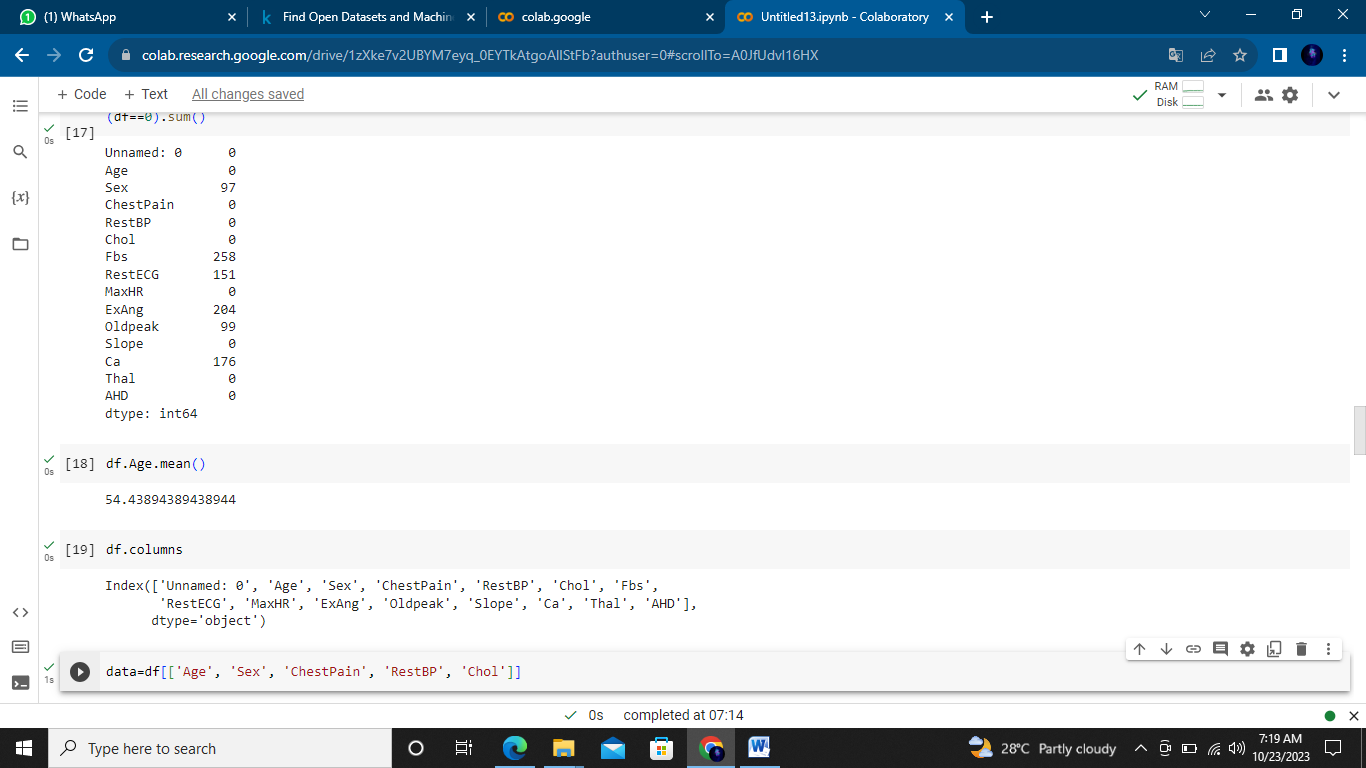 (1) WhatsApp
Find Open Datasets and Machin
colab.google
Untitled13.ipynb - Colaboratory
colab.research.google.com/drive/1zXke7v2UBYM7eyq_0EYTkAtgoAllStFb?authuser=0#scrollTo=A0JfUdvl16HX
+ Code + Text All changes saved
RAM
Disk
(df==0).sum()
[17]
0s
Unnamed: 0 0
Age 0
Sex 97
ChestPain 0
RestBP 0
Chol 0
Fbs 258
RestECG 151
MaxHR 0
ExAng 204
Oldpeak 99
Slope 0
Ca 176
Thal 0
AHD 0
dtype: int64
[18] df.Age.mean()
0s
54.43894389438944
[19] df.columns
0s
Index(['Unnamed: 0', 'Age', 'Sex', 'ChestPain', 'RestBP', 'Chol', 'Fbs',
'RestECG', 'MaxHR', 'ExAng', 'Oldpeak', 'Slope', 'Ca', 'Thal', 'AHD'],
dtype='object')
data=df[['Age', 'Sex', 'ChestPain', 'RestBP', 'Chol']]
1s
0s completed at 07:14
Type here to search
28°C Partly cloudy
7:19 AM
10/23/2023